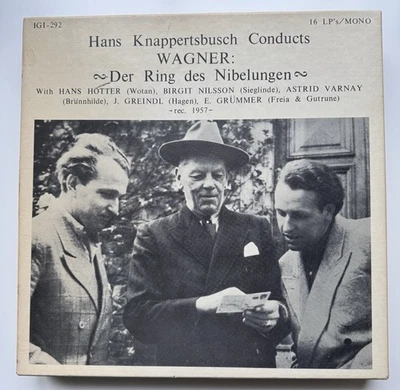 IGI-292
16 LP's/MONO
Hans Knappertsbusch Conducts
WAGNER:
~Der Ring des Nibelungen~
With HANS HOTTER (Wotan), BIRGIT NILSSON (Sieglinde), ASTRID VARNAY
(Brünnhilde), J. GREINDL (Hagen), E. GRÜMMER (Freia & Gutrune)
-rec. 1957-